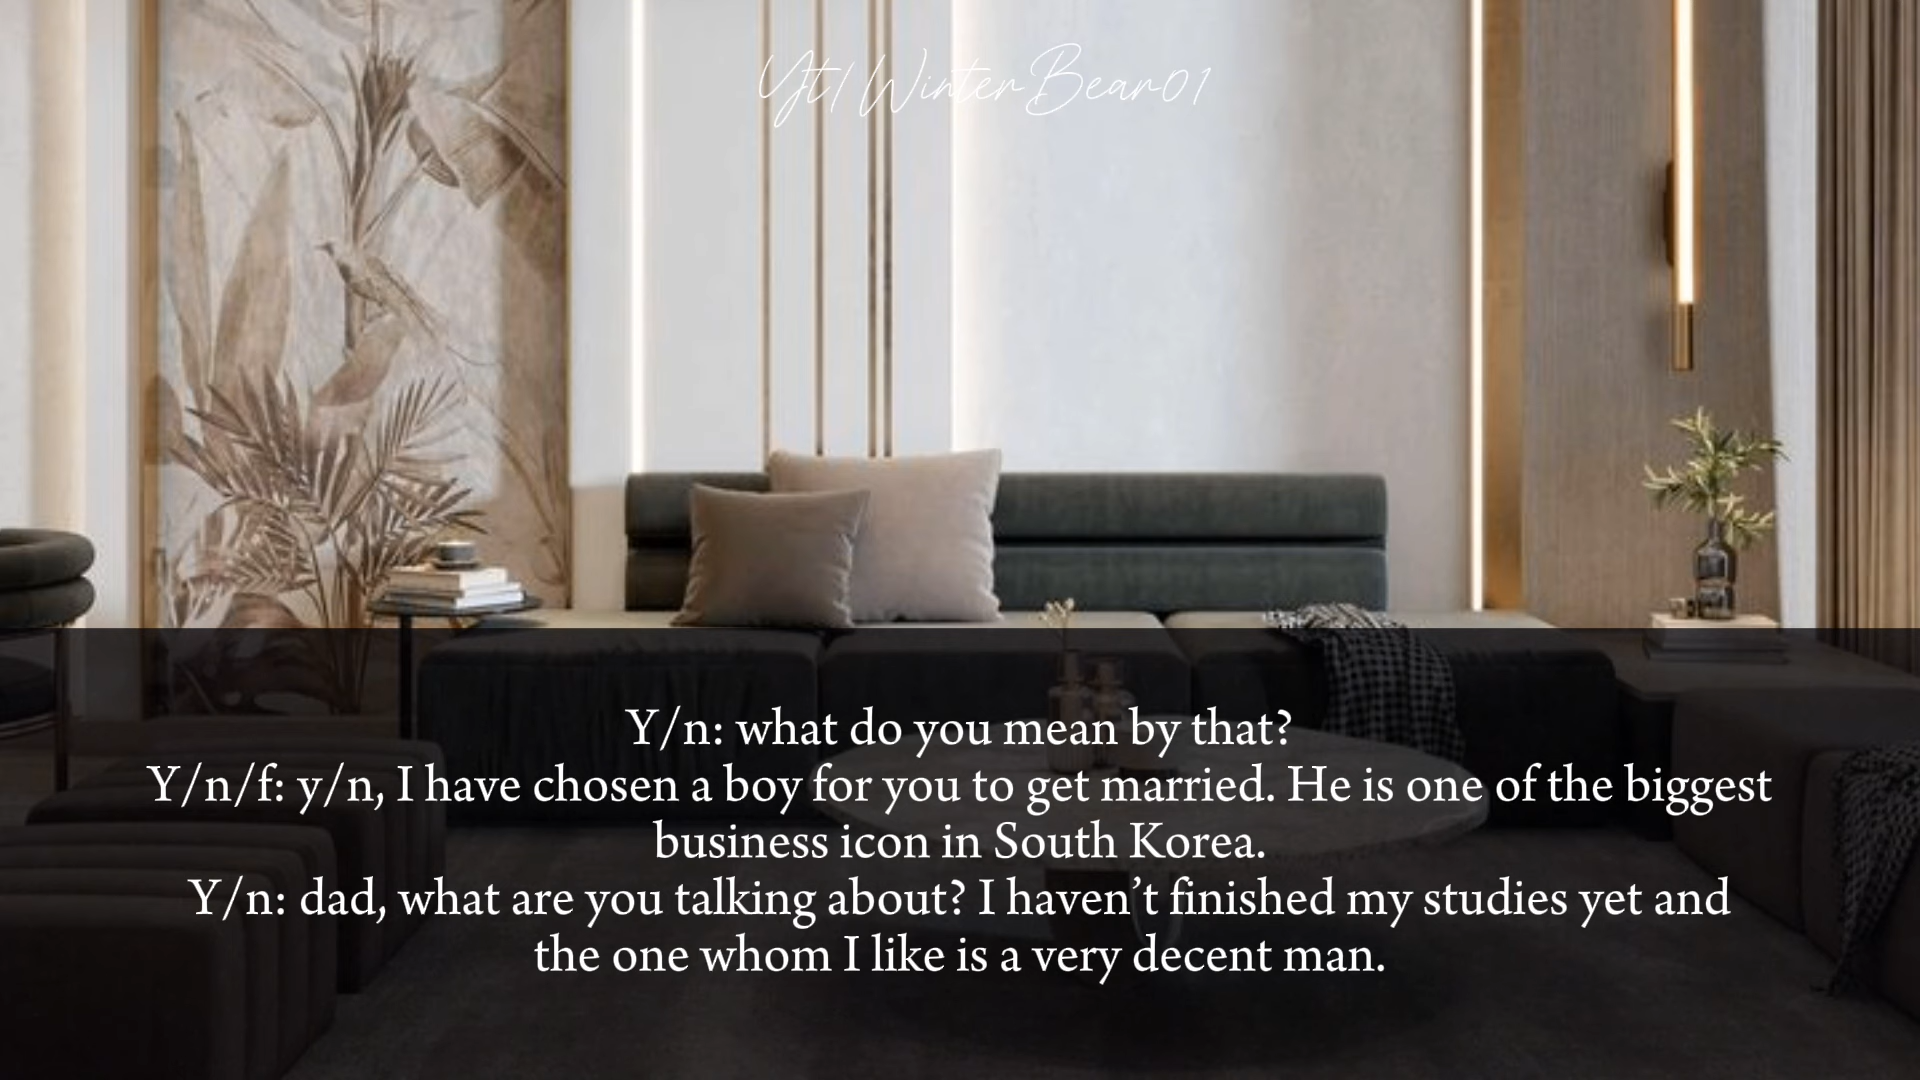 Yt/ WinterBear01
Y/n: what do you mean by that?
Y/n/f: y/n, I have chosen a boy for you to get married. He is one of the biggest
business icon in South Korea.
Y/n: dad, what are you talking about? I haven’t finished my studies yet and
the one whom I like is a very decent man.